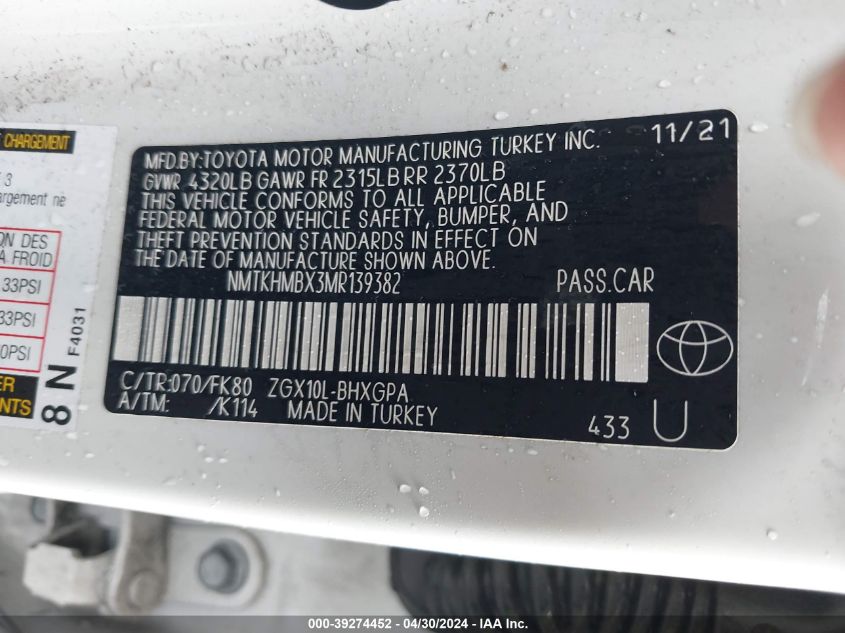 CHARGEMENT
3
argement ne
ON DES
A FROID
33PSI
33PSI
0PSI
ER
ENTS
8 N
F4031
11/21
MFD.BY:TOYOTA MOTOR MANUFACTURING TURKEY INC.
GVWR 4320LB GAWR FR 2315LB RR 2370LB
THIS VEHICLE CONFORMS TO ALL APPLICABLE
FEDERAL MOTOR VEHICLE SAFETY, BUMPER, AND
THEFT PREVENTION STANDARDS IN EFFECT ON
THE DATE OF MANUFACTURE SHOWN ABOVE.
NMTKHMBX3MR139382 PASS.CAR
C/TR:070/FK80 ZGX10L-BHXGPA
A/TM: /K114 MADE IN TURKEY
433 U
000-39274452 - 04/30/2024 - IAAI.COM